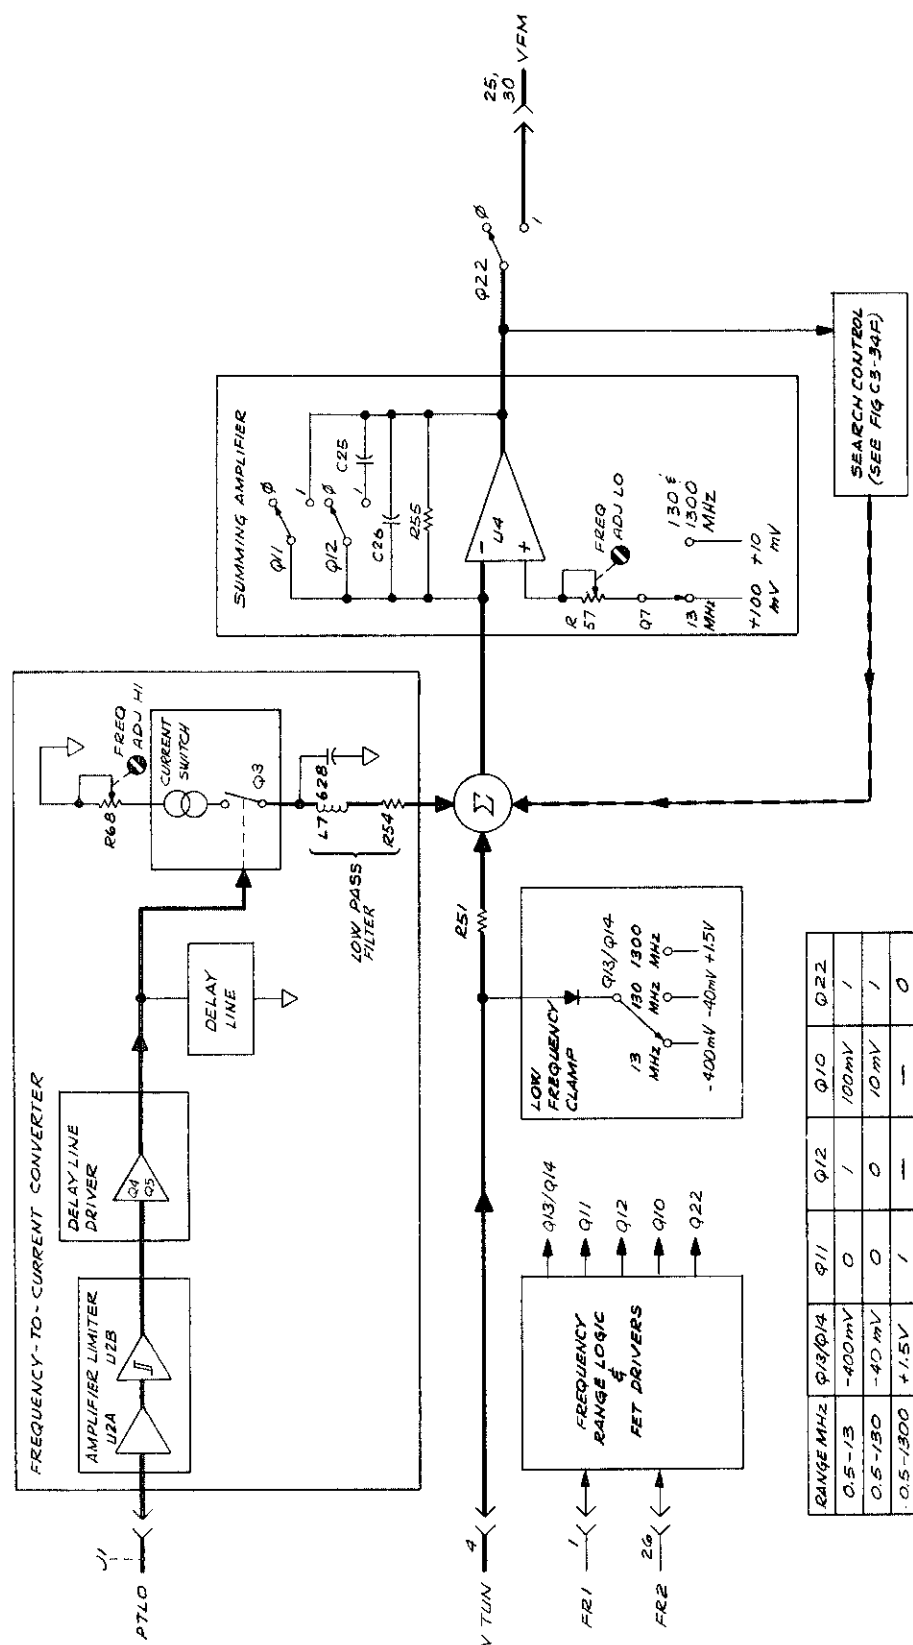 FREQUENCY-TO-CURRENT CONVERTER
AMPLIFIER LIMITER
U2A
U2B
DELAY LINE
DRIVER
Q4
Q5
DELAY
LINE
R68
FREQ
ADJ HI
CURRENT
SWITCH
Q3
L7
628
R54
LOW PASS
FILTER
J1
PTLO
SUMMING AMPLIFIER
Q11
Ø
1
Q12
Ø
1
C25
C26
R55
-
+
U4
R
57
FREQ
ADJ LO
Q7
13
MHz
130 &
1300
MHz
+100
mV
+10
mV
Q22
Ø
1
25,
30
VFM
SEARCH CONTROL
(SEE FIG C3-34F)
Σ
R51
V TUN
4
LOW
FREQUENCY
CLAMP
Q13/Q14
13
MHz
130
MHz
1300
MHz
-400mV
-40mV
+1.5V
FR1
1
FR2
26
FREQUENCY
RANGE LOGIC
&
FET DRIVERS
Q13/Q14
Q11
Q12
Q10
Q22
RANGE MHz Q13/Q14 Q11 Q12 Q10 Q22
0.5-13 -400mV 0 1 100mV 1
0.5-130 -40mV 0 0 10mV 1
0.5-1300 +1.5V 1 — — 0